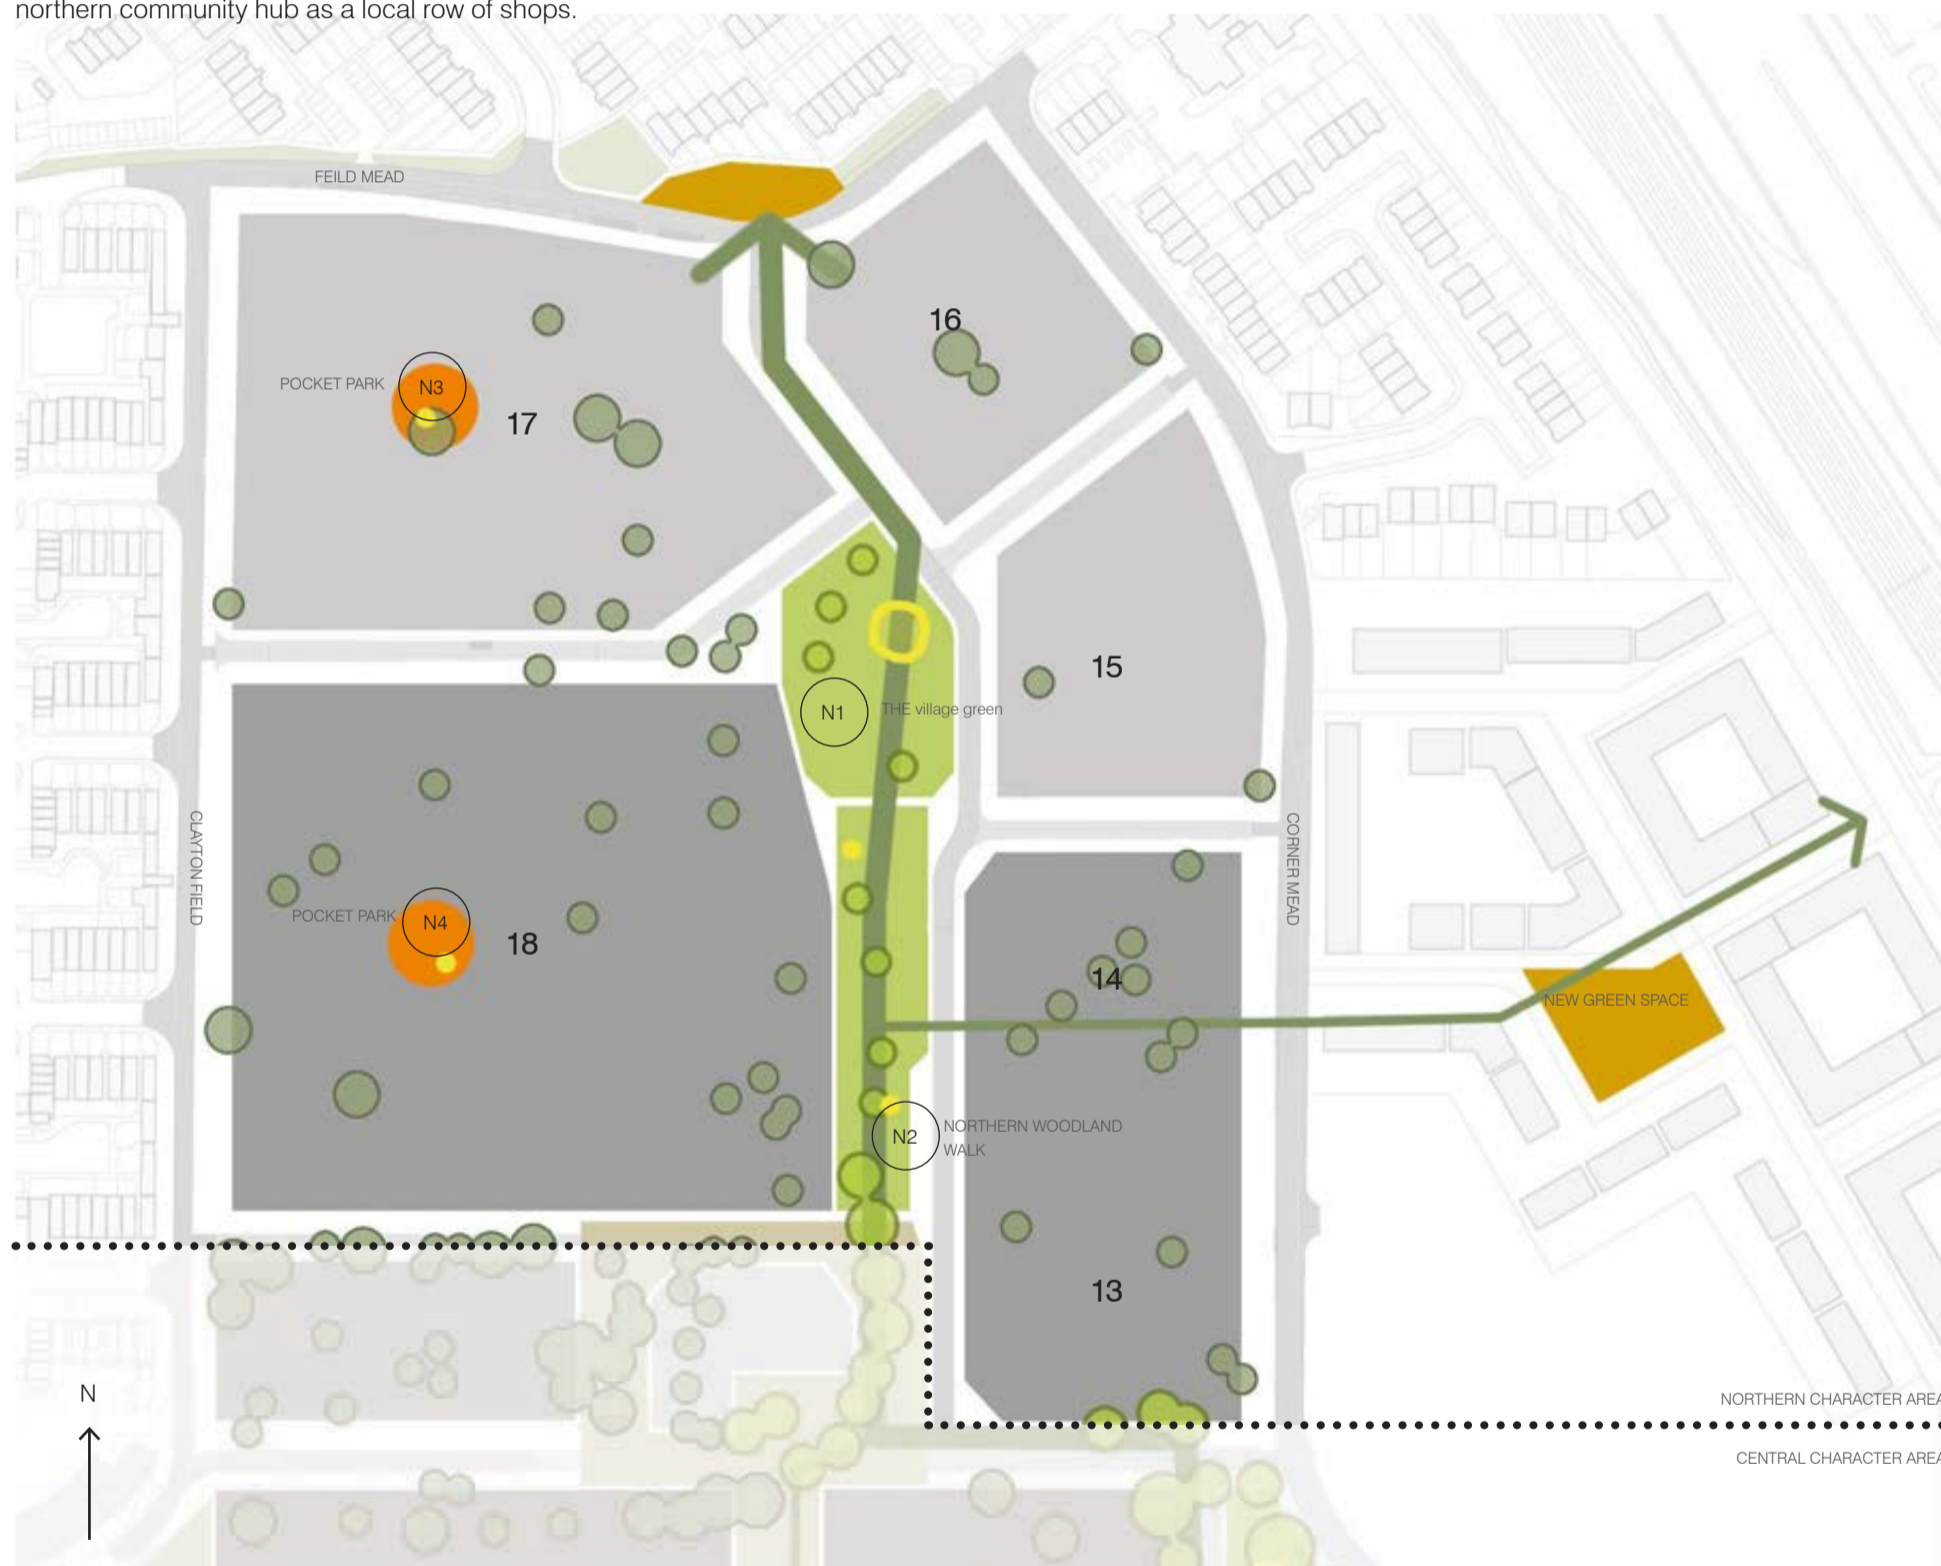 northern community hub as a local row of shops.
FEILD MEAD
16
POCKET PARK
N3
17
15
N1
THE village green
CLAYTON FIELD
CORNER MEAD
POCKET PARK
N4
18
14
NEW GREEN SPACE
N2
NORTHERN WOODLAND
WALK
13
N
NORTHERN CHARACTER AREA
CENTRAL CHARACTER AREA